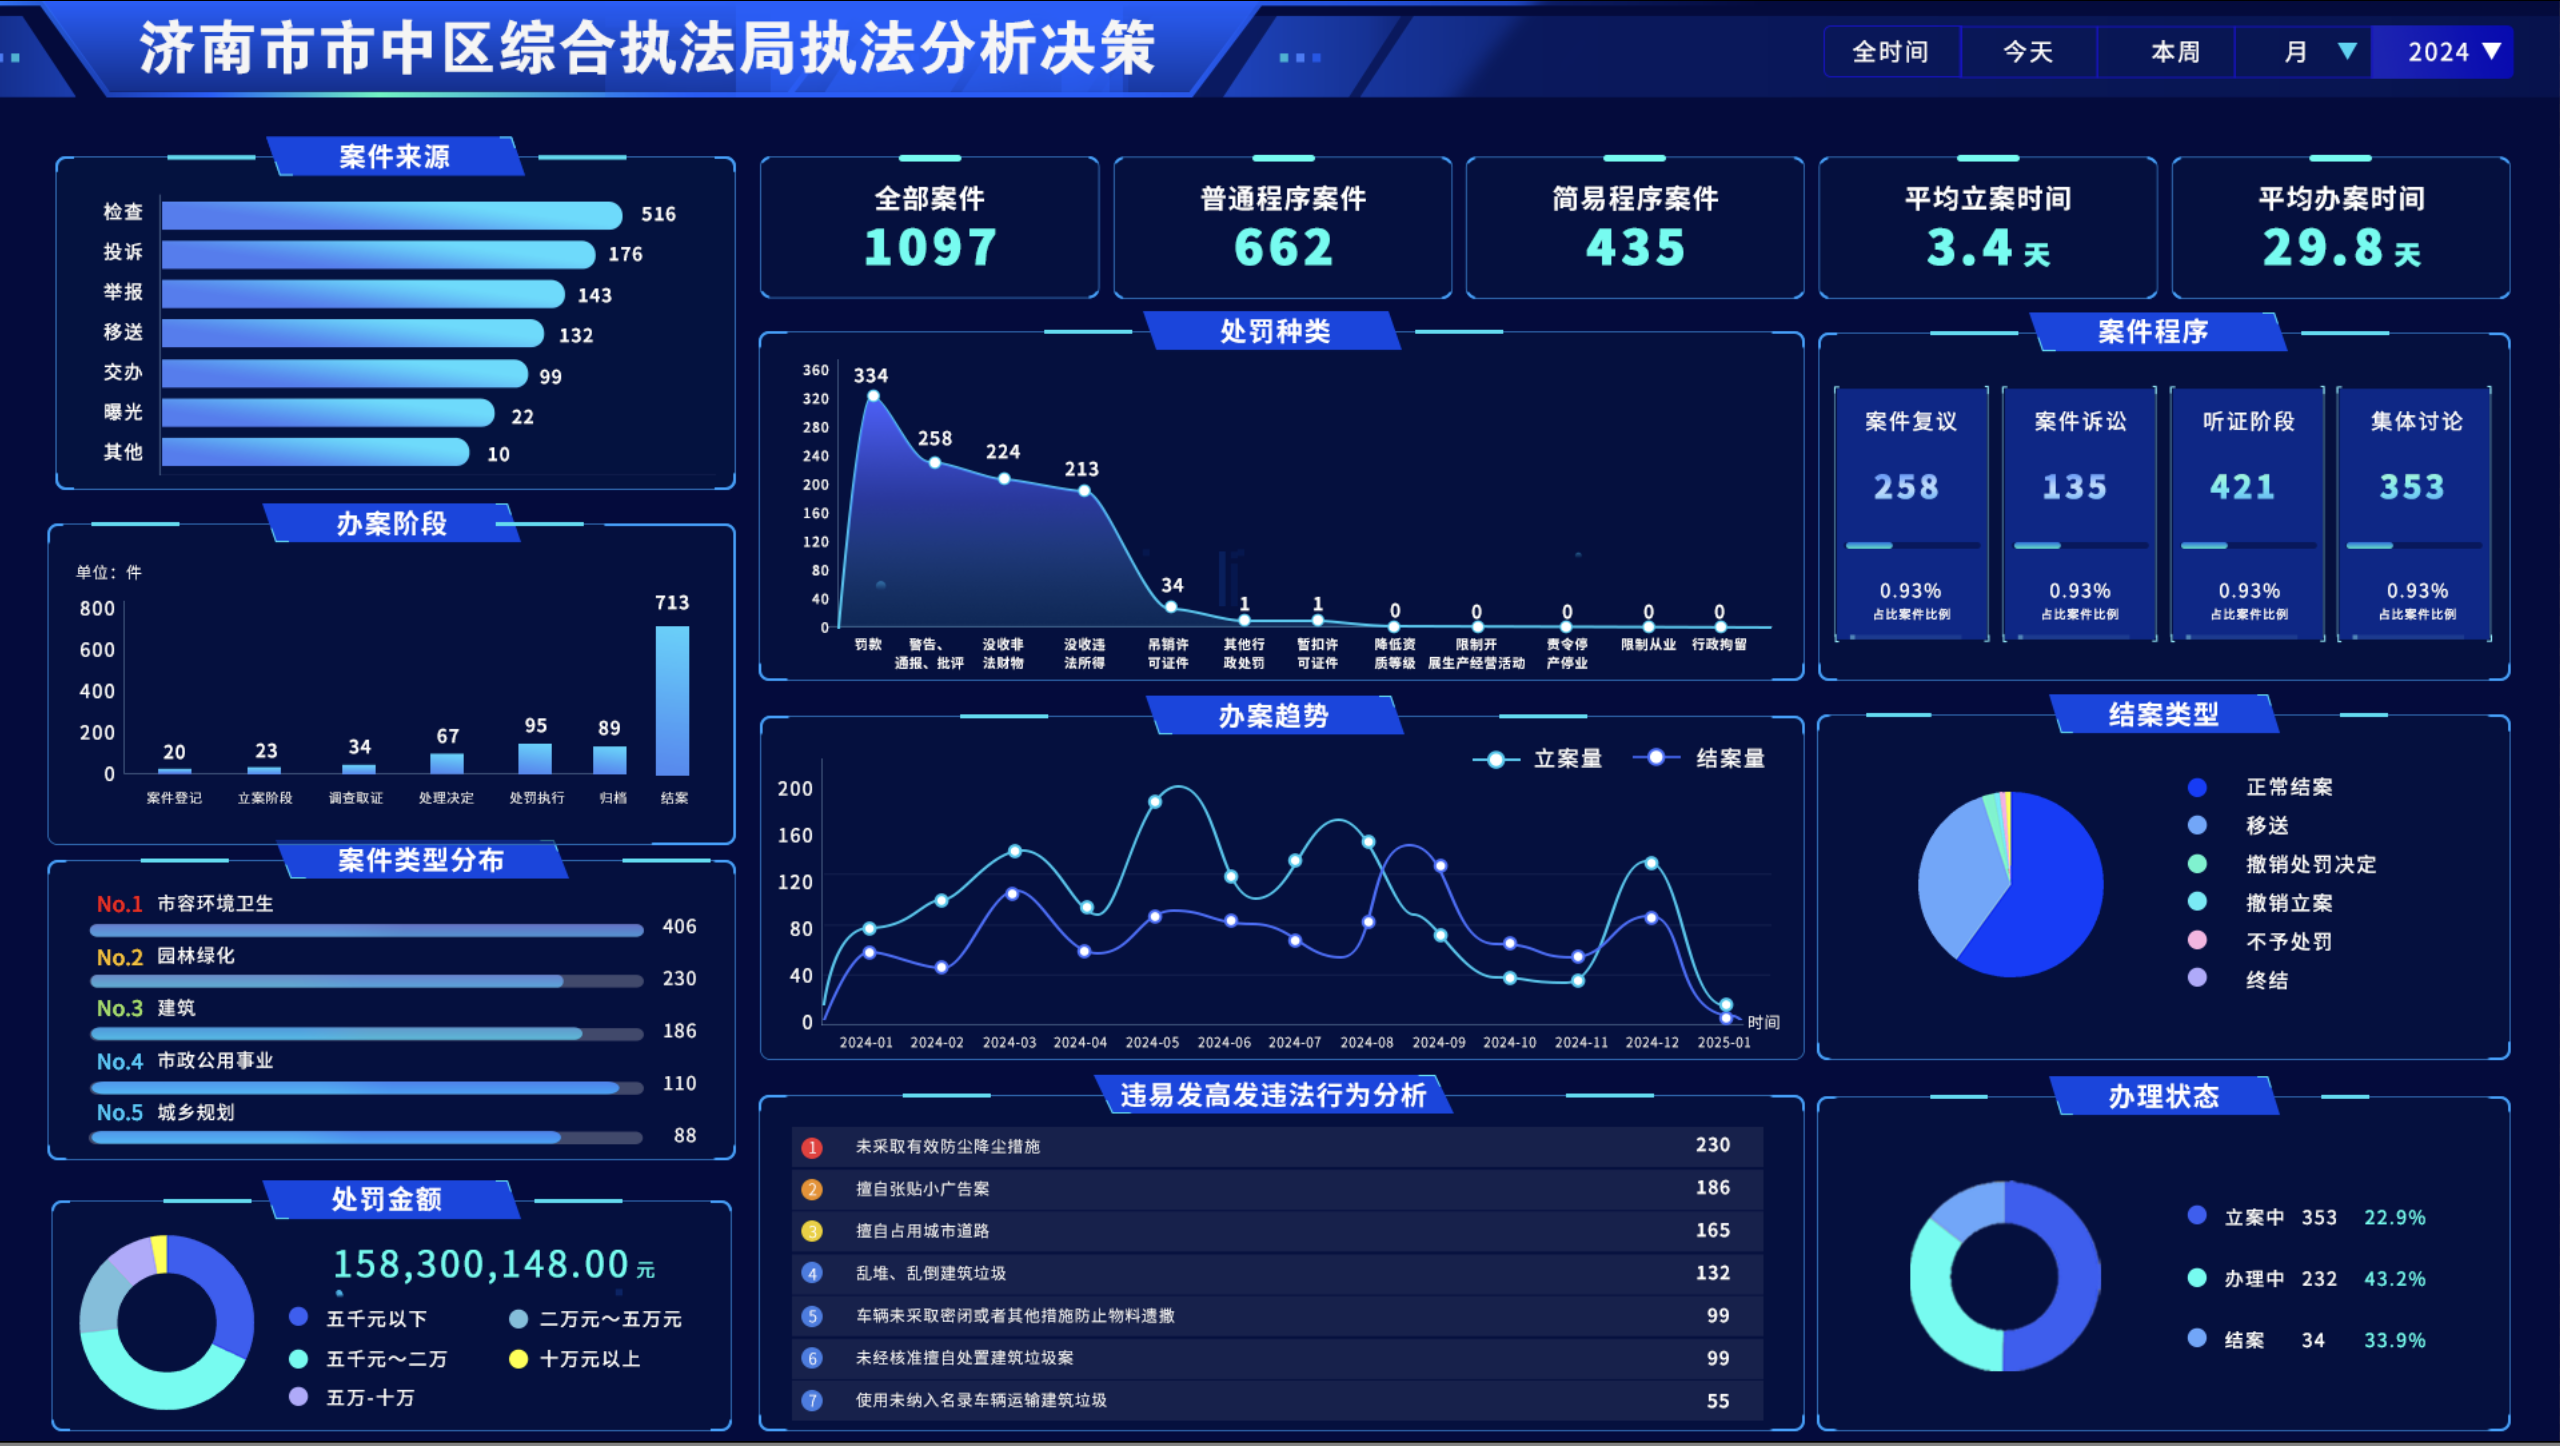 济南市市中区综合执法局执法分析决策
全时间 今天 本周 月 ▼ 2024 ▼
案件来源
检查 516
投诉 176
举报 143
移送 132
交办 99
曝光 22
其他 10
全部案件
1097
普通程序案件
662
简易程序案件
435
平均立案时间
3.4 天
平均办案时间
29.8 天
办案阶段
单位：件
800
600
400
200
0
20 23 34 67 95 89 713
案件登记 立案阶段 调查取证 处理决定 处罚执行 归档 结案
处罚种类
360
320
280
240
200
160
120
80
40
0
334 258 224 213 34 1 1 0 0 0 0 0
罚款
警告、
通报、批评
没收非
法财物
没收违
法所得
吊销许
可证件
其他行
政处罚
暂扣许
可证件
降低资
质等级
限制开
展生产经营活动
责令停
产停业
限制从业
行政拘留
案件程序
案件复议 案件诉讼 听证阶段 集体讨论
258 135 421 353
0.93% 0.93% 0.93% 0.93%
占比案件比例 占比案件比例 占比案件比例 占比案件比例
案件类型分布
No.1 市容环境卫生
406
No.2 园林绿化
230
No.3 建筑
186
No.4 市政公用事业
110
No.5 城乡规划
88
办案趋势
立案量 结案量
200
160
120
80
40
0
时间
2024-01 2024-02 2024-03 2024-04 2024-05 2024-06 2024-07 2024-08 2024-09 2024-10 2024-11 2024-12 2025-01
结案类型
正常结案
移送
撤销处罚决定
撤销立案
不予处罚
终结
处罚金额
158,300,148.00 元
五千元以下 二万元～五万元
五千元～二万 十万元以上
五万-十万
违易发高发违法行为分析
1 未采取有效防尘降尘措施 230
2 擅自张贴小广告案 186
3 擅自占用城市道路 165
4 乱堆、乱倒建筑垃圾 132
5 车辆未采取密闭或者其他措施防止物料遗撒 99
6 未经核准擅自处置建筑垃圾案 99
7 使用未纳入名录车辆运输建筑垃圾 55
办理状态
立案中 353 22.9%
办理中 232 43.2%
结案 34 33.9%